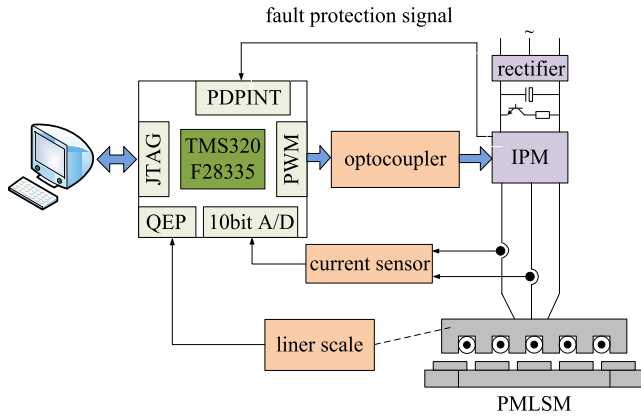 fault protection signal
~
rectifier
PDPINT
JTAG
TMS320
F28335
PWM
optocoupler
IPM
QEP
10bit A/D
current sensor
liner scale
PMLSM